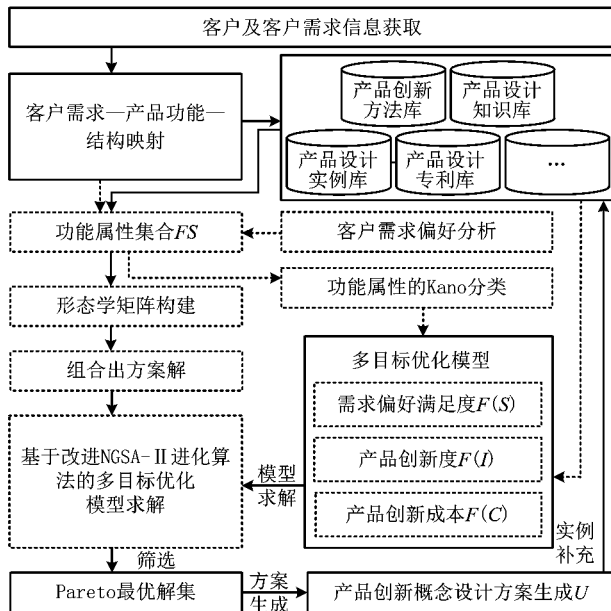 客户及客户需求信息获取
客户需求—产品功能—
结构映射
产品创新
方法库
产品设计
知识库
产品设计
实例库
产品设计
专利库
…
功能属性集合FS
客户需求偏好分析
功能属性的Kano分类
形态学矩阵构建
组合出方案解
多目标优化模型
需求偏好满足度F(S)
产品创新度F(I)
产品创新成本F(C)
基于改进NGSA-Ⅱ进化算
法的多目标优化
模型求解
模型
求解
实例
补充
筛选
Pareto最优解集
方案
生成
产品创新概念设计方案生成U